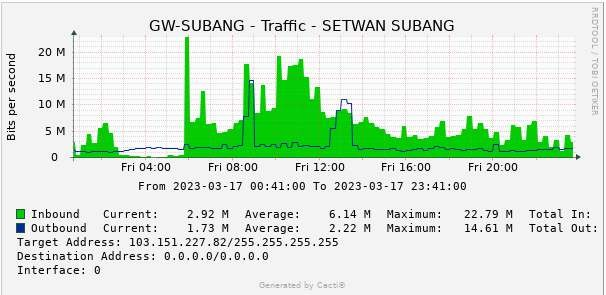 GW-SUBANG - Traffic - SETWAN SUBANG
RRDTOOL / TOBI OETIKER
Bits per second
20 M
15 M
10 M
5 M
0
Fri 04:00 Fri 08:00 Fri 12:00 Fri 16:00 Fri 20:00
From 2023-03-17 00:41:00 To 2023-03-17 23:41:00
Inbound Current: 2.92 M Average: 6.14 M Maximum: 22.79 M Total In:
Outbound Current: 1.73 M Average: 2.22 M Maximum: 14.61 M Total Out:
Target Address: 103.151.227.82/255.255.255.255
Destination Address: 0.0.0.0/0.0.0.0
Interface: 0
Generated by Cacti®